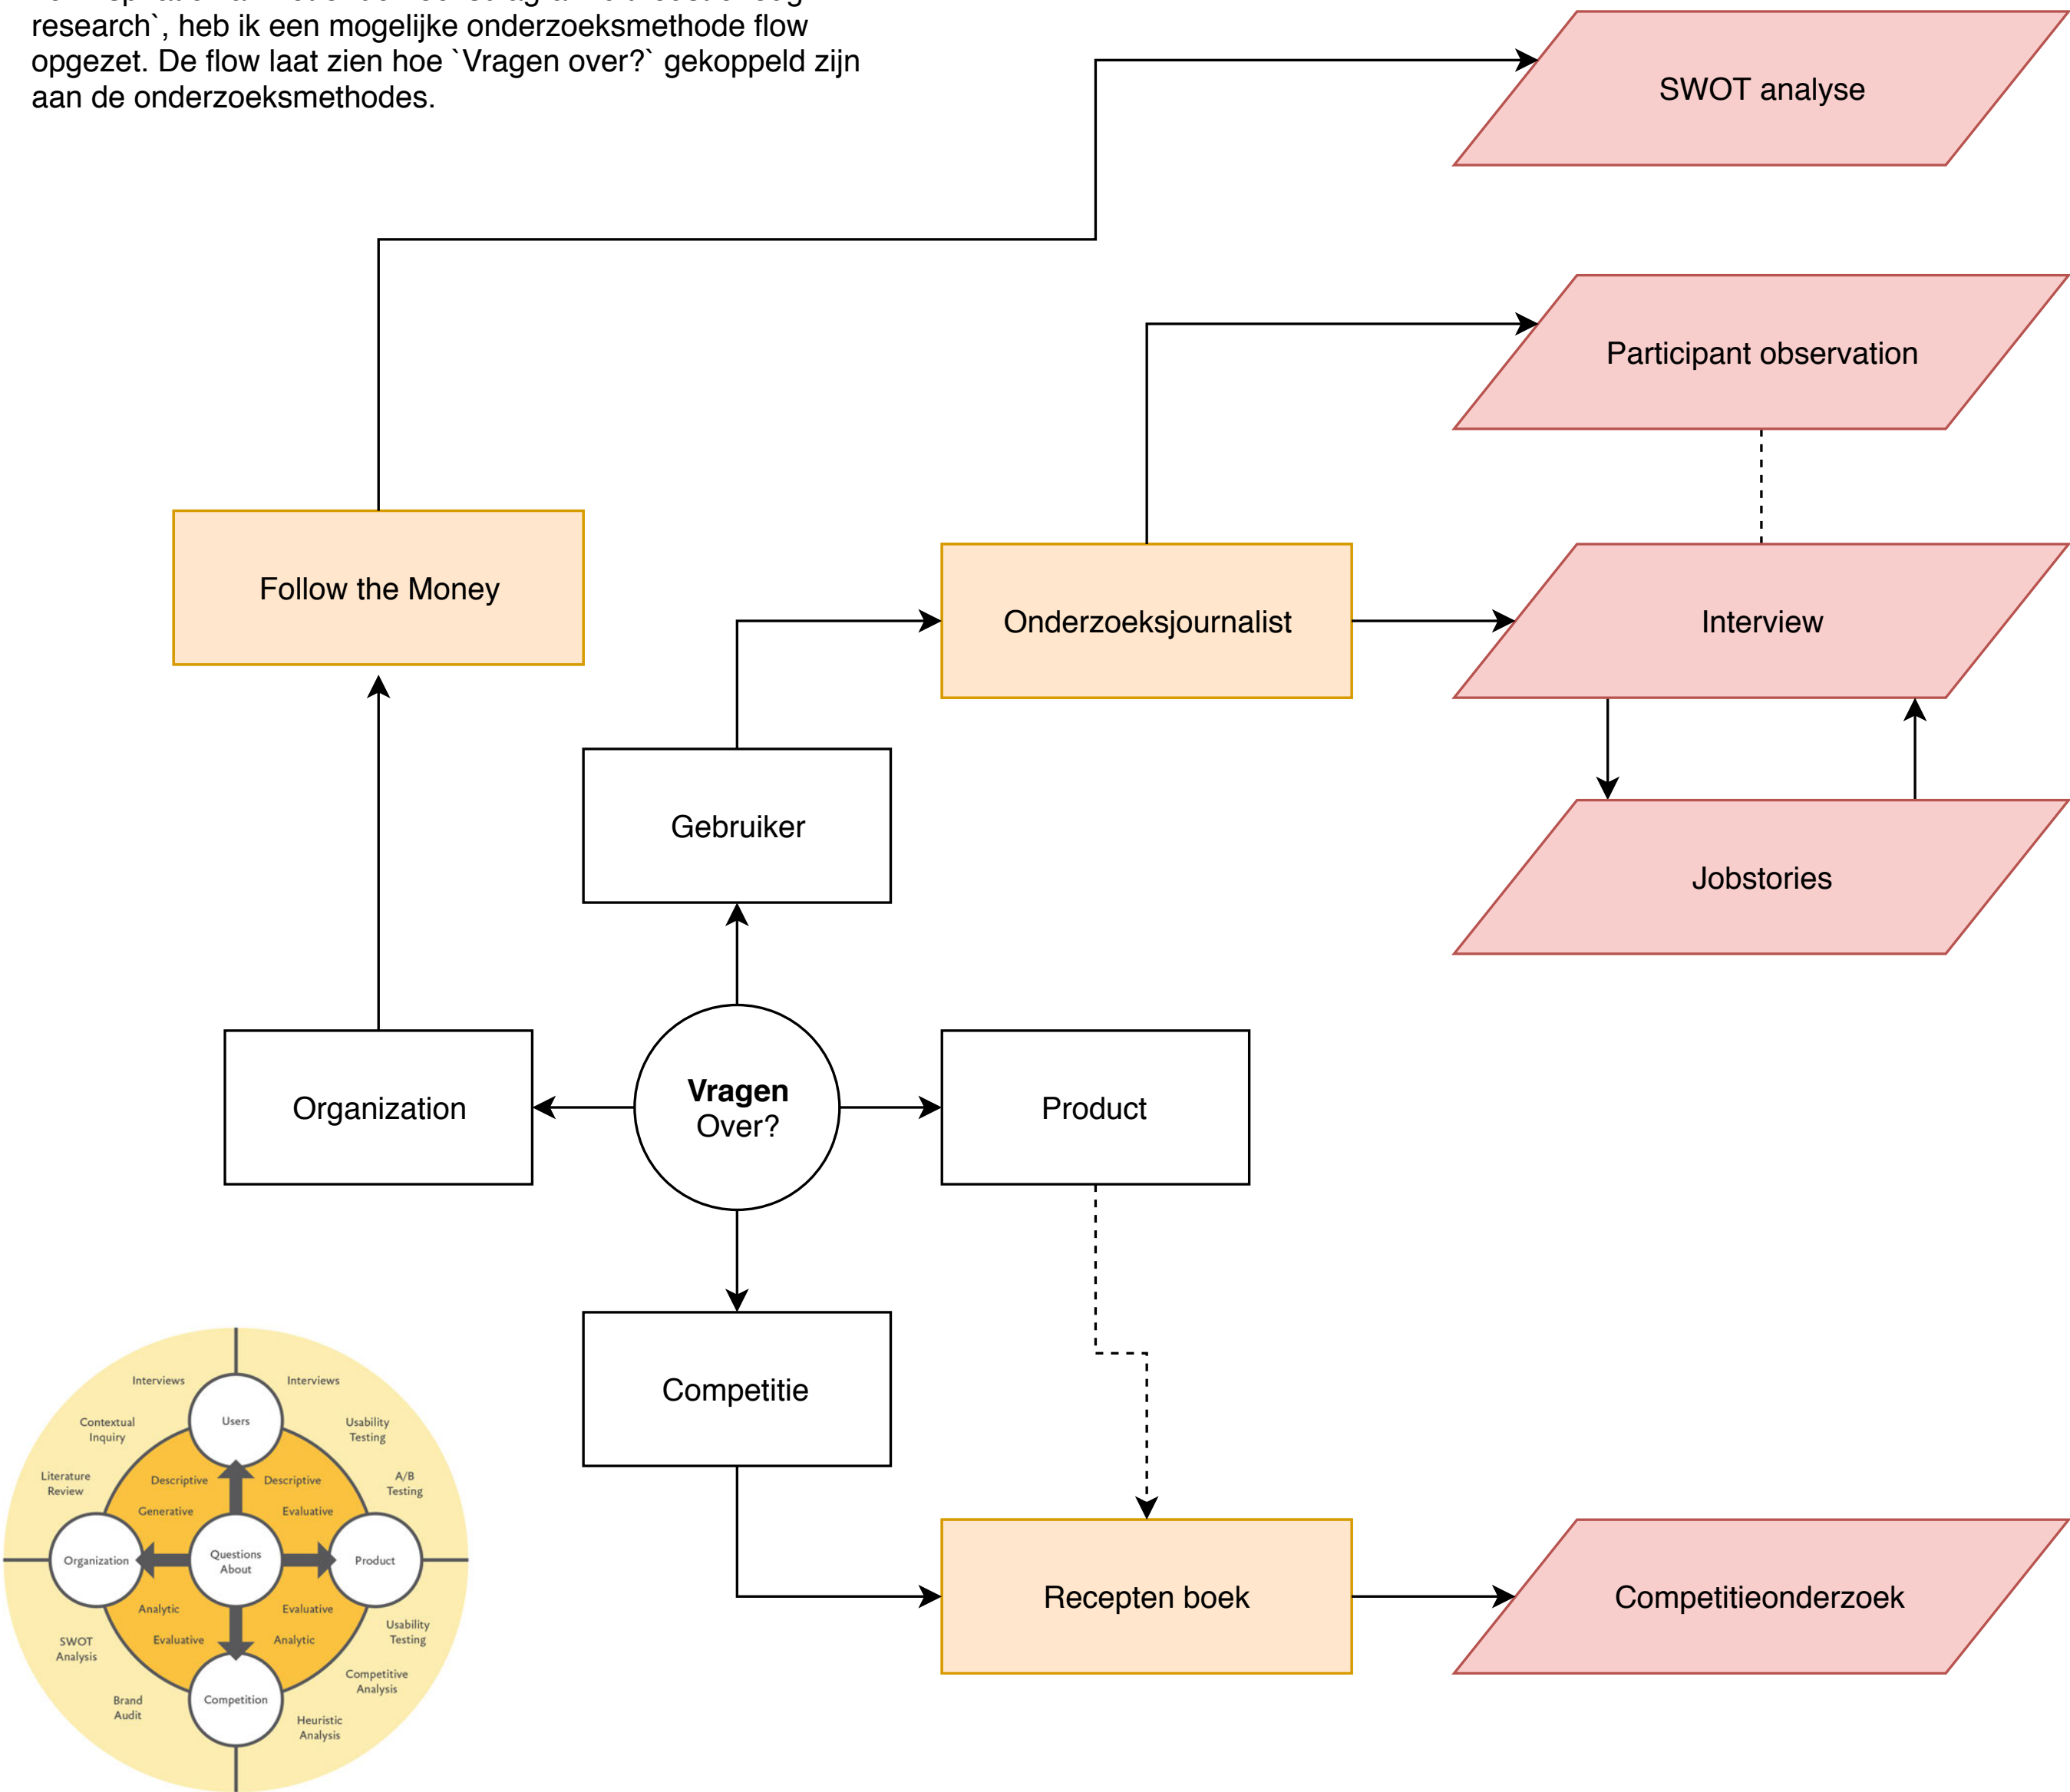 research`, heb ik een mogelijke onderzoeksmethode flow
opgezet. De flow laat zien hoe `Vragen over?` gekoppeld zijn
aan de onderzoeksmethodes.
SWOT analyse
Participant observation
Follow the Money
Onderzoeksjournalist
Interview
Gebruiker
Jobstories
Organization
Vragen
Over?
Product
Competitie
Recepten boek
Competitieonderzoek
Interviews
Interviews
Users
Contextual
Inquiry
Usability
Testing
Literature
Review
Descriptive
Descriptive
A/B
Testing
Generative
Evaluative
Organization
Questions
About
Product
Analytic
Evaluative
SWOT
Analysis
Evaluative
Analytic
Usability
Testing
Brand
Audit
Competition
Competitive
Analysis
Heuristic
Analysis